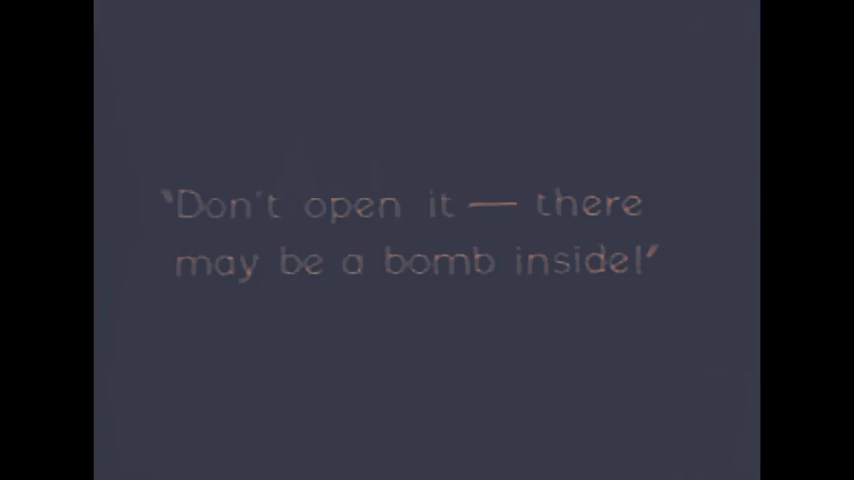 'Don't open it — there
may be a bomb inside!'